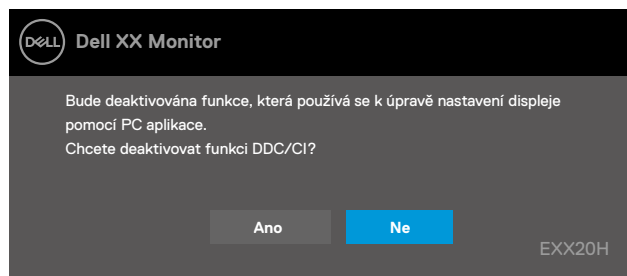 DELL Dell XX Monitor
Bude deaktivována funkce, která používá se k úpravě nastavení displeje
pomocí PC aplikace.
Chcete deaktivovat funkci DDC/CI?
Ano Ne
EXX20H